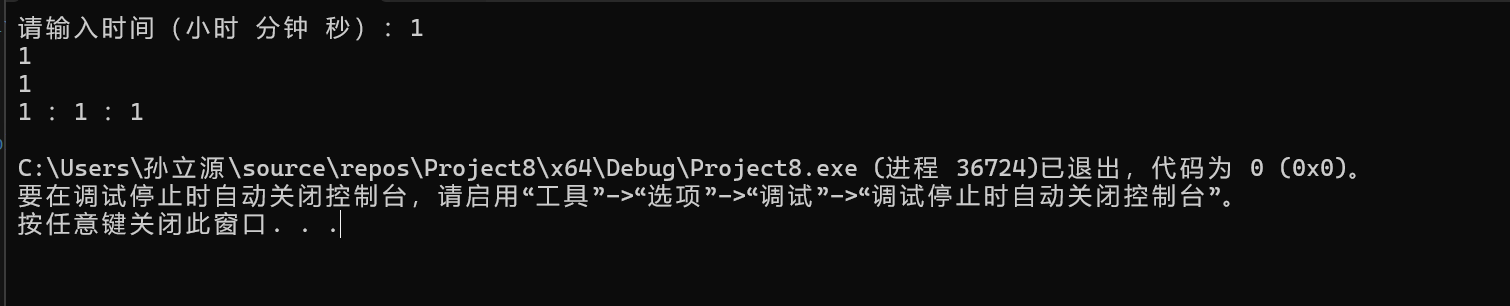 请输入时间（小时 分钟 秒）: 1
1
1
1 : 1 : 1
C:\Users\孙立源\source\repos\Project8\x64\Debug\Project8.exe (进程 36724)已退出，代码为 0 (0x0)。
要在调试停止时自动关闭控制台，请启用“工具”->“选项”->“调试”->“调试停止时自动关闭控制台”。
按任意键关闭此窗口. . .